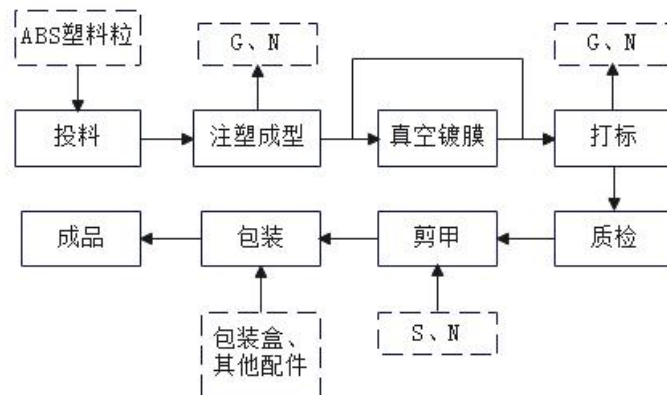 ABS塑料粒
G、N
G、N
投料
注塑成型
真空镀膜
打标
成品
包装
剪甲
质检
包装盒、
其他配件
S、N